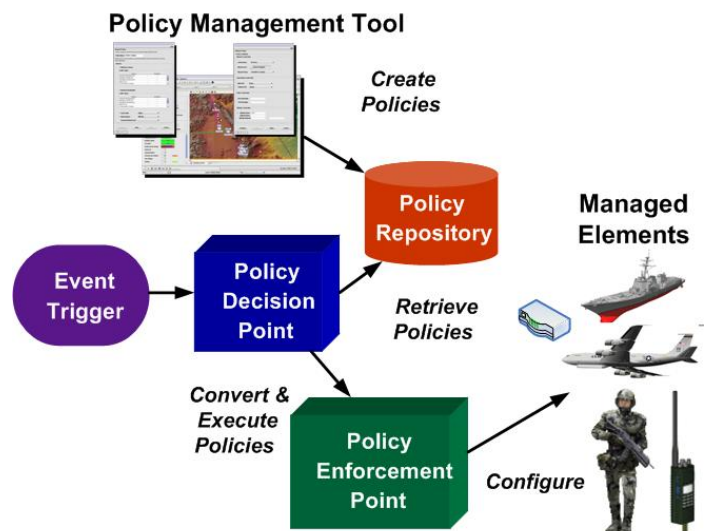 Policy Management Tool
Create
Policies
Policy
Repository
Managed
Elements
Event
Trigger
Policy
Decision
Point
Retrieve
Policies
Convert &
Execute
Policies
Policy
Enforcement
Point
Configure